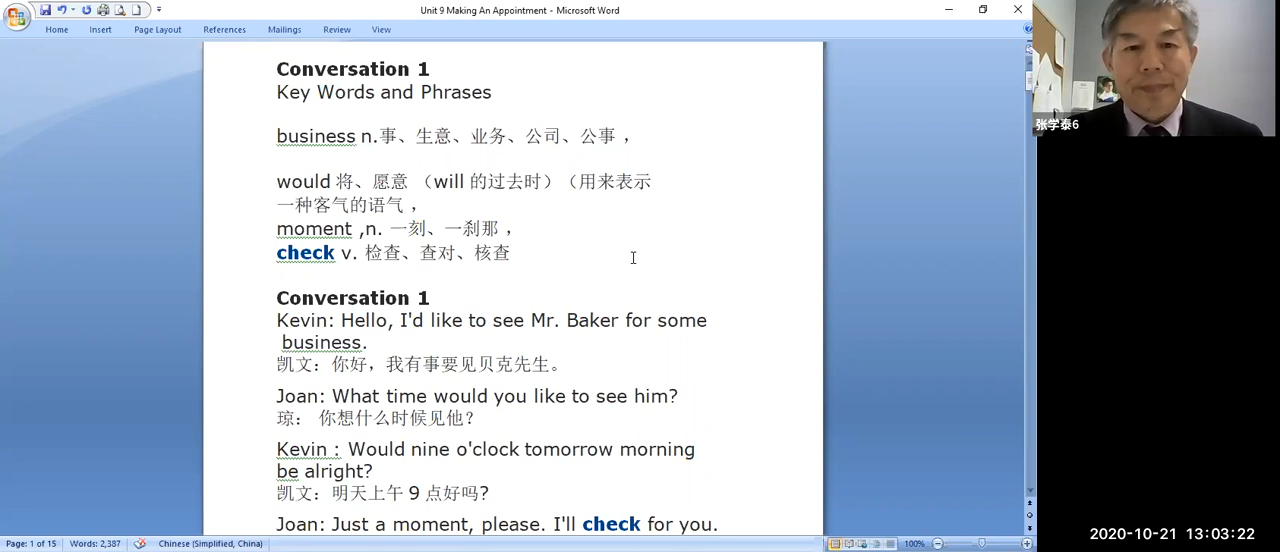 Unit 9 Making An Appointment - Microsoft Word
Home Insert Page Layout References Mailings Review View
Conversation 1
Key Words and Phrases
business n.事、生意、业务、公司、公事，
would 将、愿意 （will 的过去时）（用来表示
一种客气的语气，
moment ,n. 一刻、一刹那，
check v. 检查、查对、核查
Conversation 1
Kevin: Hello, I'd like to see Mr. Baker for some
business.
凯文：你好，我有事要见贝克先生。
Joan: What time would you like to see him?
琼： 你想什么时候见他?
Kevin : Would nine o'clock tomorrow morning
be alright?
凯文：明天上午 9 点好吗?
Joan: Just a moment, please. I'll check for you.
张学泰6
Page: 1 of 15 Words: 2,387 Chinese (Simplified, China) 100%
2020-10-21 13:03:22